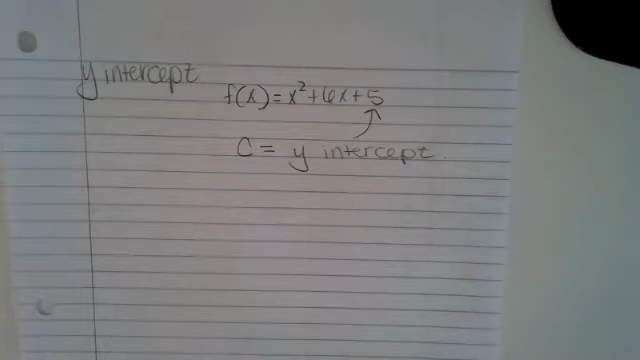 y intercept
f(x) = x² + 6x + 5
C = y intercept.